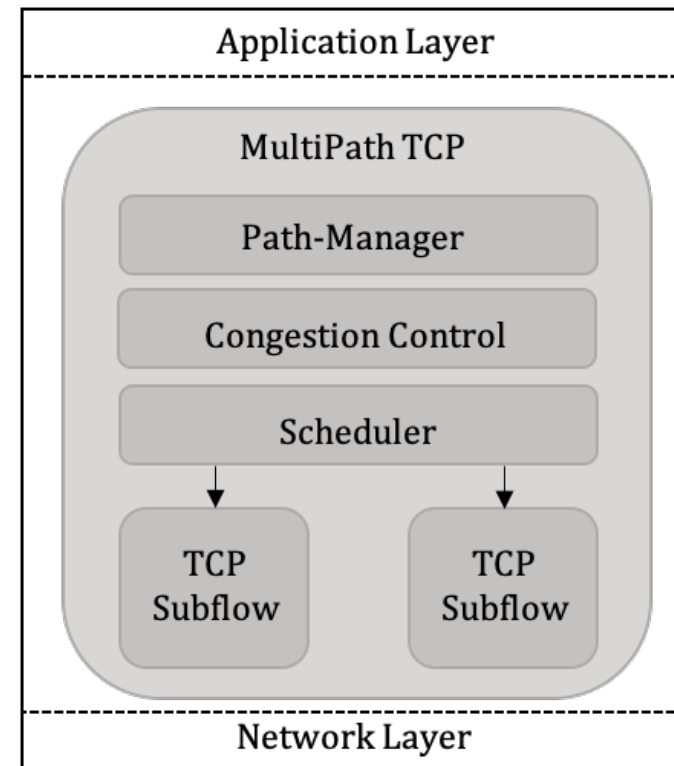 Application Layer
MultiPath TCP
Path-Manager
Congestion Control
Scheduler
TCP
Subflow
TCP
Subflow
Network Layer